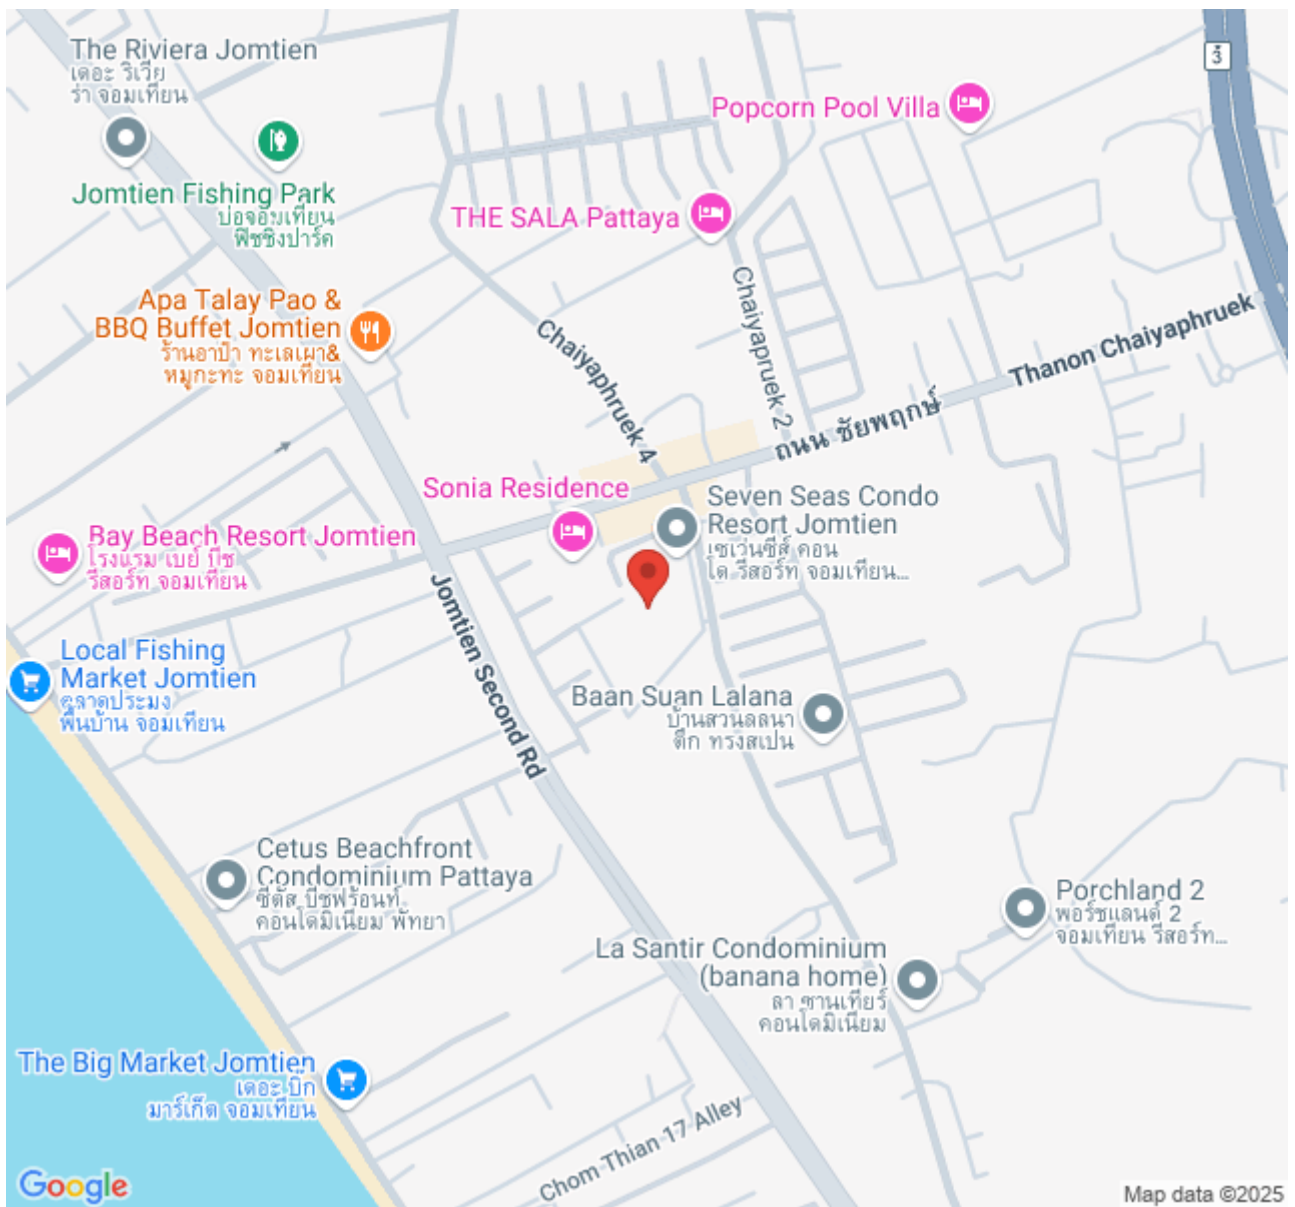 The Riviera Jomtien
เดอะ ริเวีย
ร่า จอมเทียน
3
Popcorn Pool Villa
Jomtien Fishing Park
บ่อจอมเทียน
ฟิชชิงปาร์ค
THE SALA Pattaya
Chaiyapruek 2
Apa Talay Pao &
BBQ Buffet Jomtien
ร้านอาป๋า ทะเลเผา&
หมูกะทะ จอมเทียน
Chaiyaphruek 4
Thanon Chaiyaphruek
ถนน ชัยพฤกษ์
Sonia Residence
Seven Seas Condo
Resort Jomtien
เซเว่นซีส์ คอน
โด รีสอร์ท จอมเทียน...
Bay Beach Resort Jomtien
โรงแรม เบย์ บีช
รีสอร์ท จอมเทียน
Jomtien Second Rd
Local Fishing
Market Jomtien
ตลาดประมง
พื้นบ้าน จอมเทียน
Baan Suan Lalana
บ้านสวนลลนา
ตึก ทรงสเปน
Cetus Beachfront
Condominium Pattaya
ซีตัส บีชฟร้อนท์
คอนโดมิเนียม พัทยา
Porchland 2
พอร์ชแลนด์ 2
จอมเทียน รีสอร์ท...
La Santir Condominium
(banana home)
ลา ซานเทียร์
คอนโดมิเนียม
The Big Market Jomtien
เดอะ บิ๊ก
มาร์เก็ต จอมเทียน
Chom Thian 17 Alley
Google
Map data ©2025